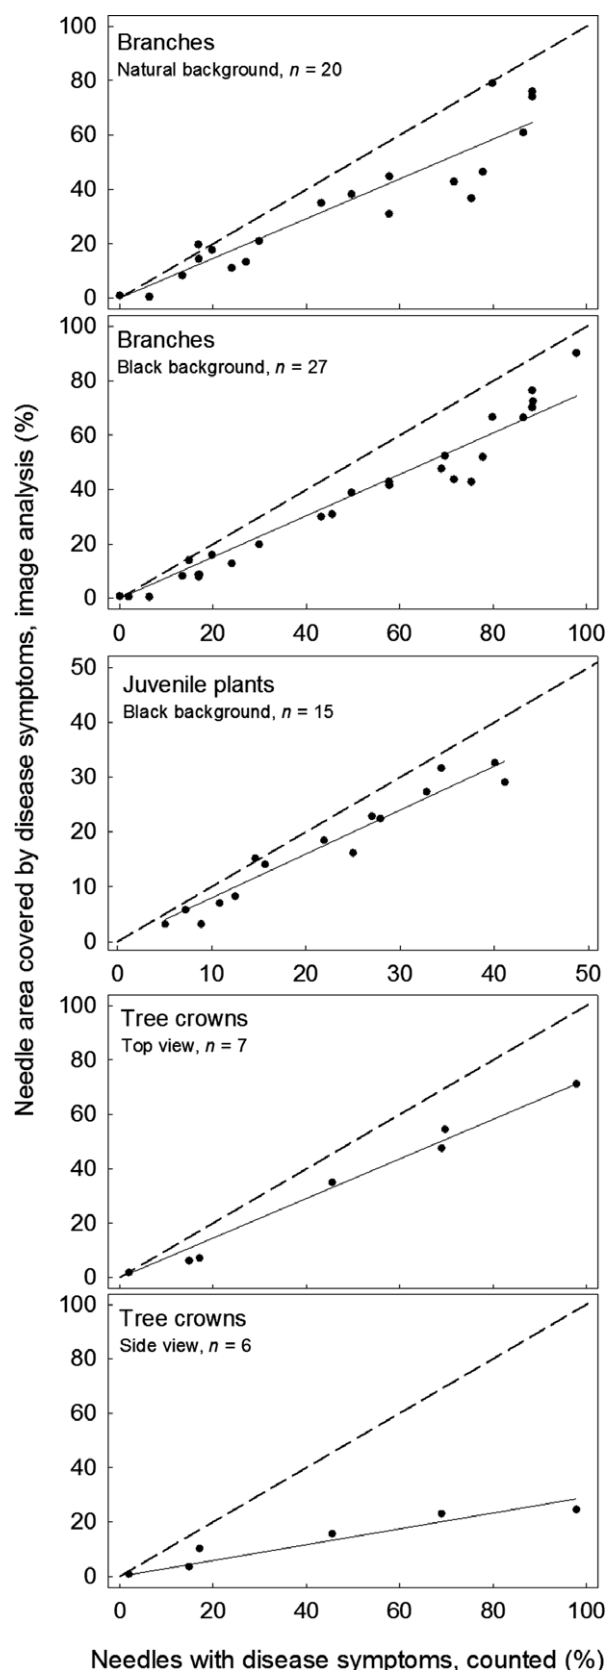 Needle area covered by disease symptoms, image analysis (%)
Branches
Natural background, n = 20
100
80
60
40
20
0
Branches
Black background, n = 27
100
80
60
40
20
0
0 20 40 60 80 100
Juvenile plants
Black background, n = 15
50
40
30
20
10
0
0 10 20 30 40 50
Tree crowns
Top view, n = 7
100
80
60
40
20
0
Tree crowns
Side view, n = 6
100
80
60
40
20
0
0 20 40 60 80 100
Needles with disease symptoms, counted (%)